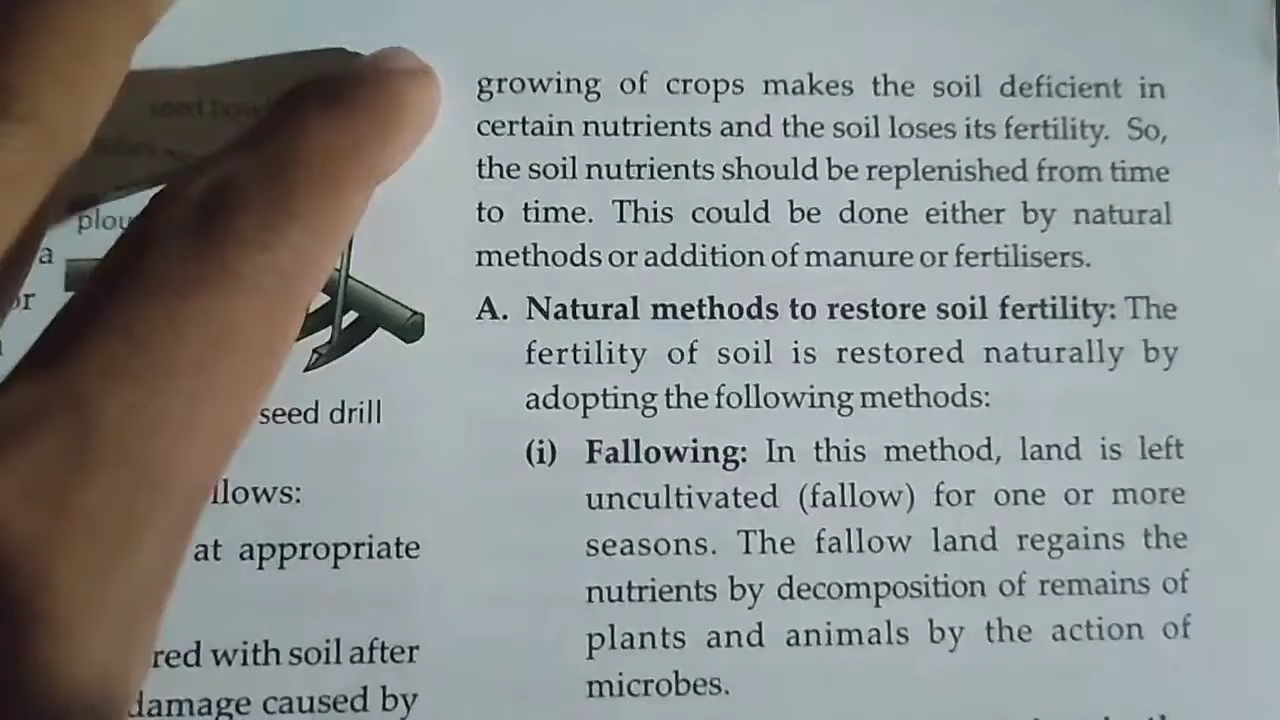 plou
a
or
seed drill
llows:
at appropriate
red with soil after
damage caused by
growing of crops makes the soil deficient in
certain nutrients and the soil loses its fertility. So,
the soil nutrients should be replenished from time
to time. This could be done either by natural
methods or addition of manure or fertilisers.
A. Natural methods to restore soil fertility: The
fertility of soil is restored naturally by
adopting the following methods:
(i) Fallowing: In this method, land is left
uncultivated (fallow) for one or more
seasons. The fallow land regains the
nutrients by decomposition of remains of
plants and animals by the action of
microbes.